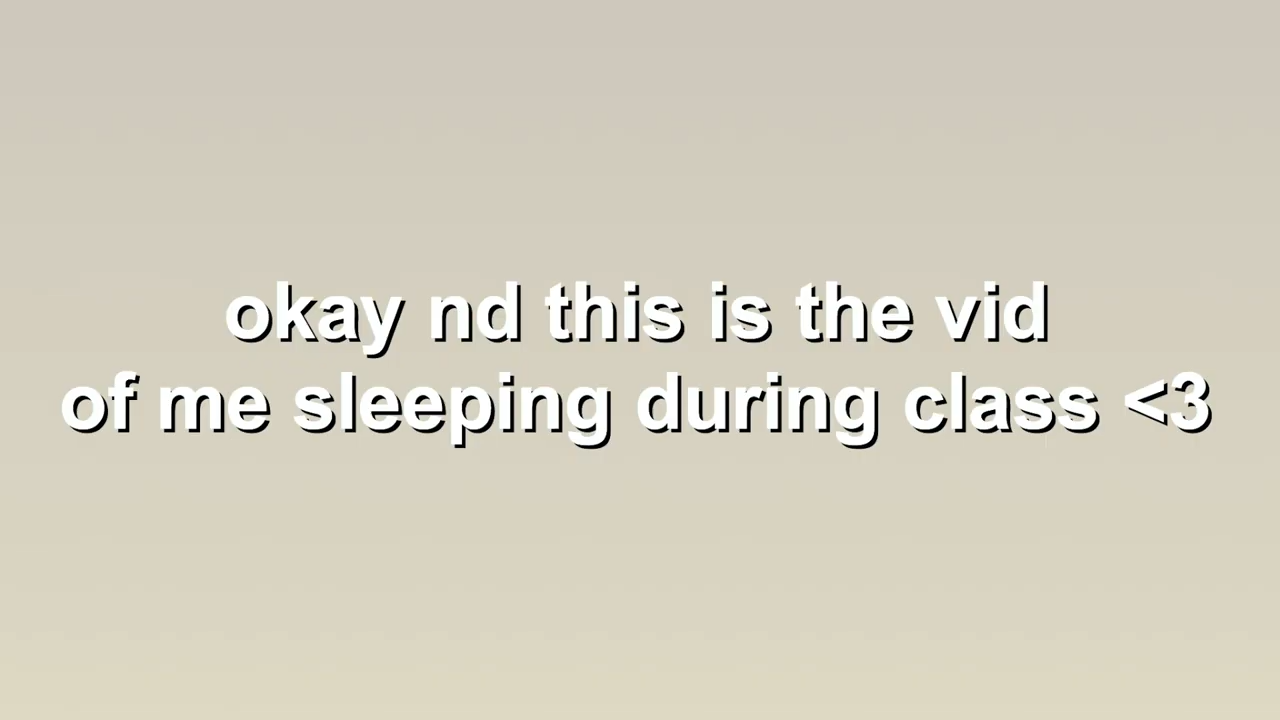 okay nd this is the vid
of me sleeping during class <3